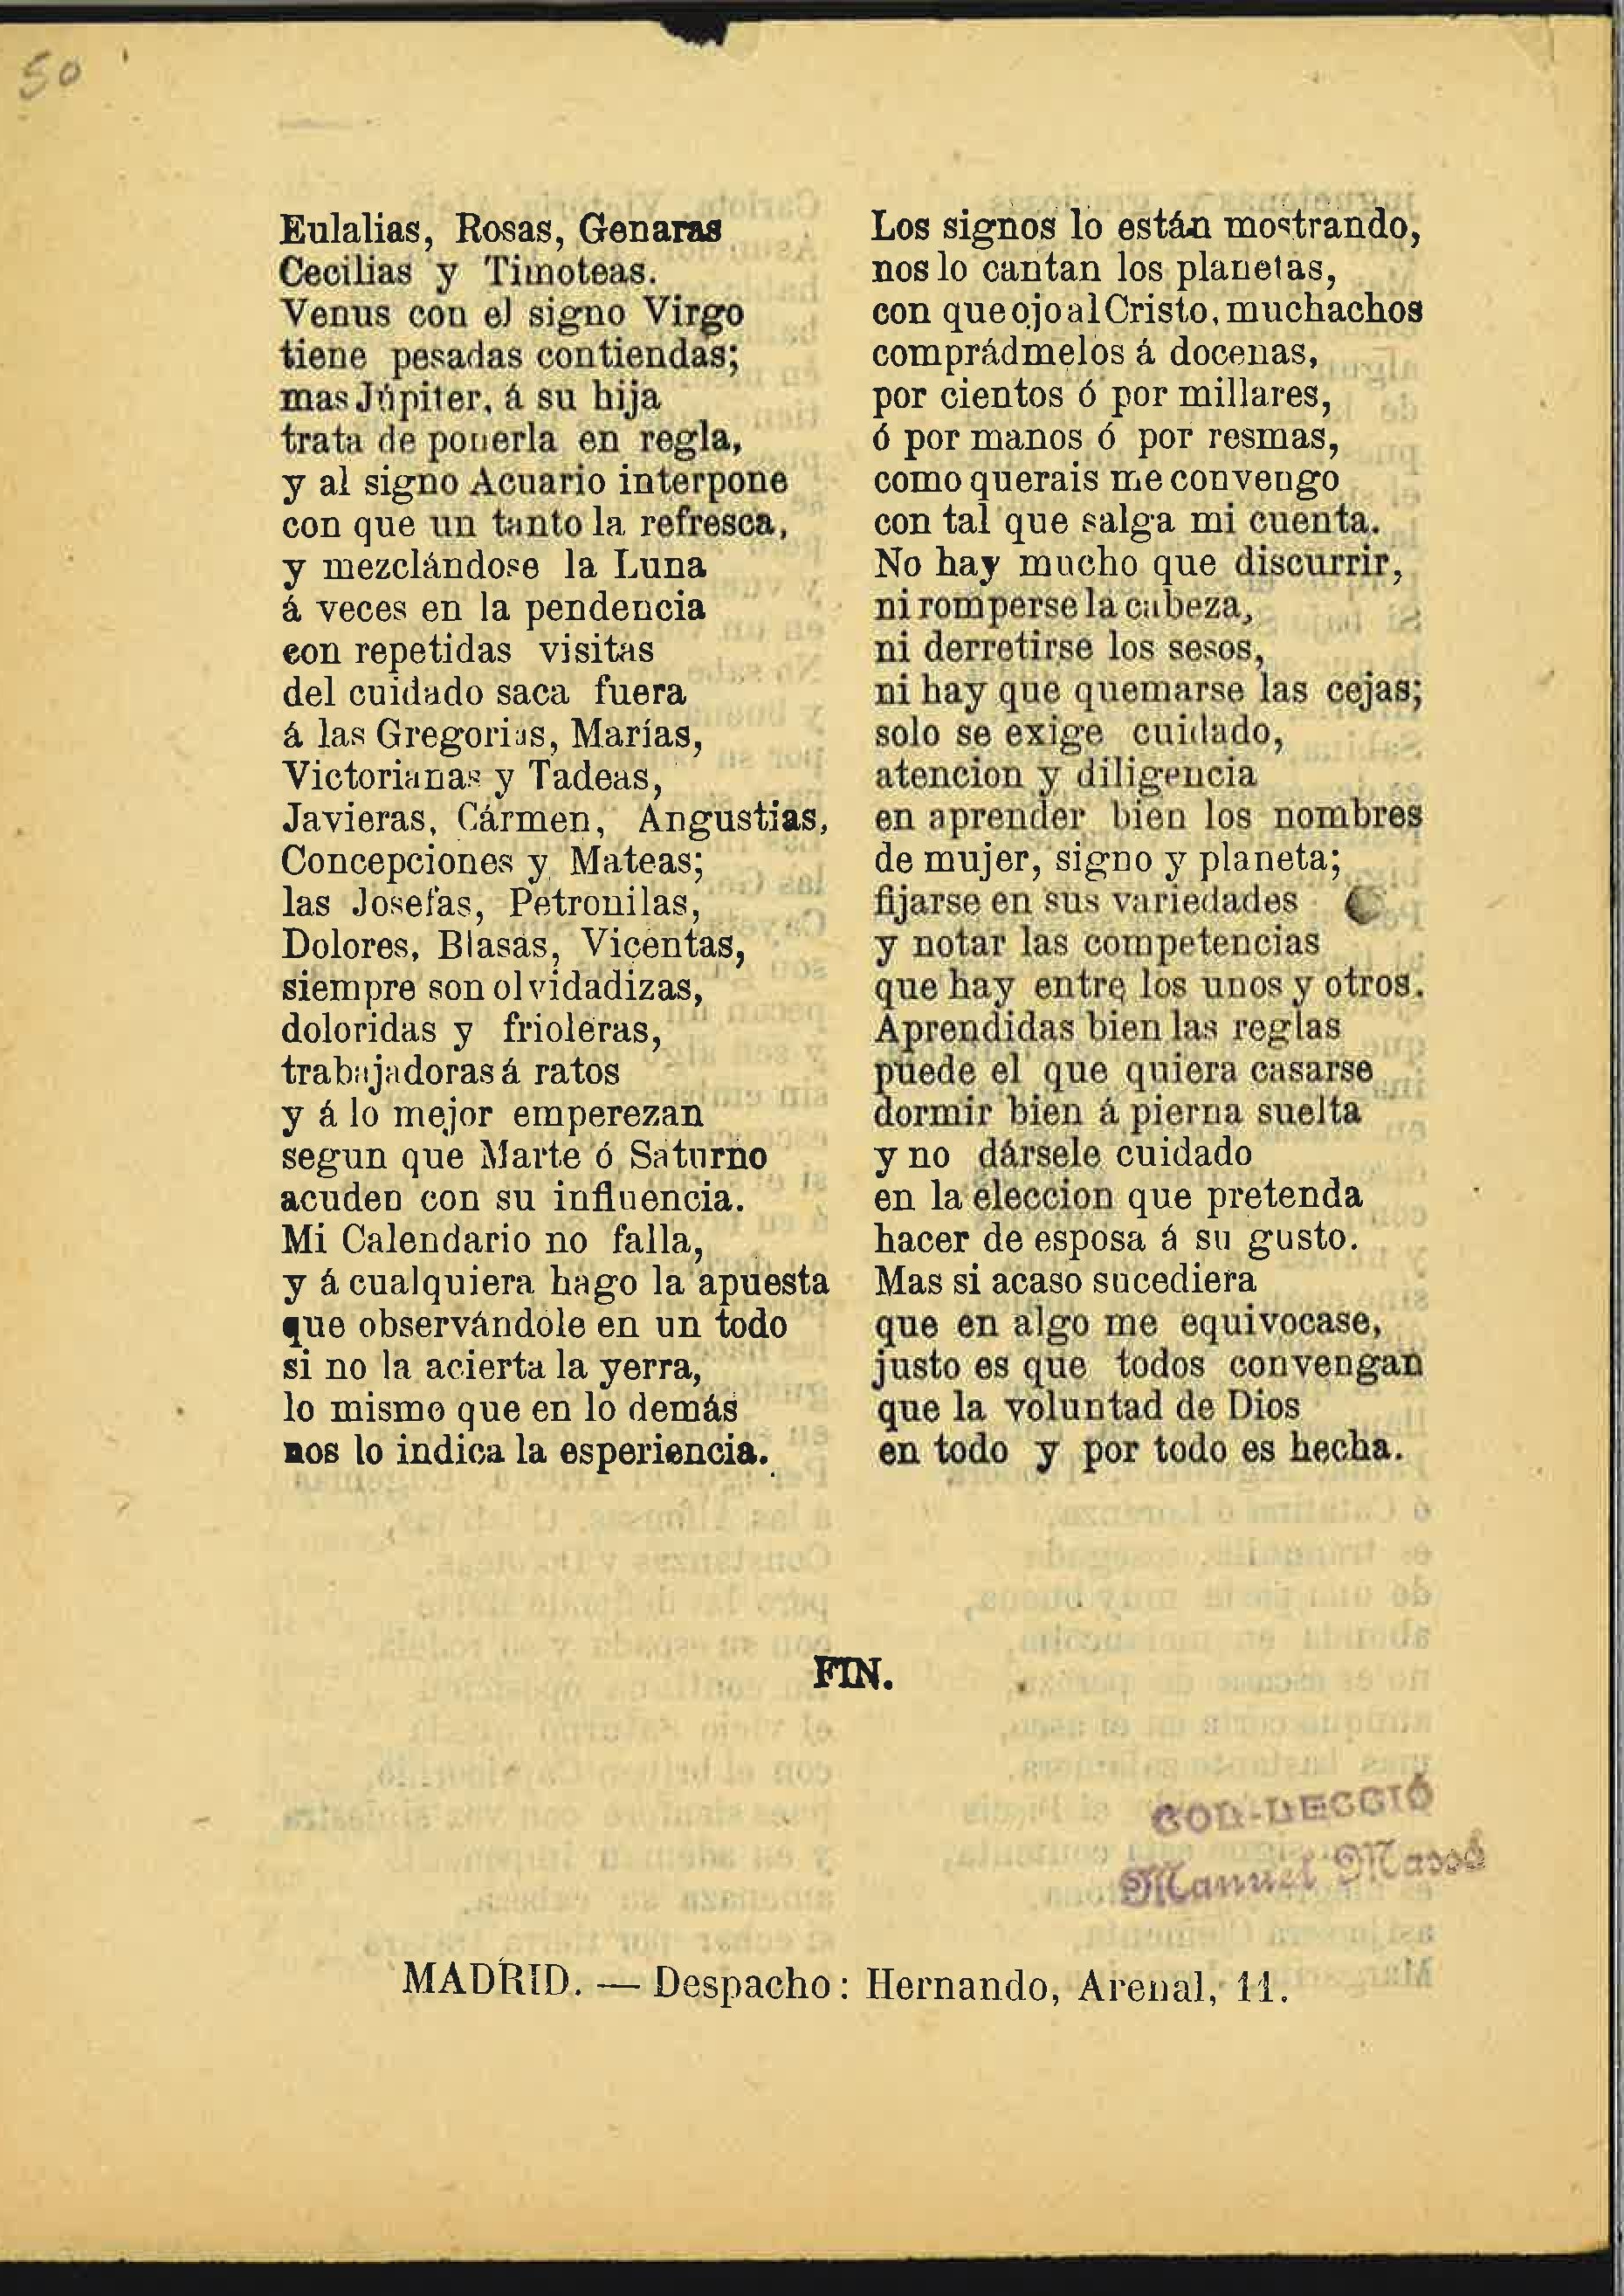 50
Eulalias, Rosas, Genaras
Cecilias y Timoteas.
Venus con el signo Virgo
tiene pesadas contiendas;
mas Júpiter, á su hija
trata de ponerla en regla,
y al signo Acuario interpone
con que un tanto la refresca,
y mezclándose la Luna
á veces en la pendencia
con repetidas visitas
del cuidado saca fuera
á las Gregorias, Marías,
Victorianas y Tadeas,
Javieras, Cármen, Angustias,
Concepciones y Mateas;
las Josefas, Petronilas,
Dolores, Blasas, Vicentas,
siempre son olvidadizas,
doloridas y frioleras,
trabajadoras á ratos
y á lo mejor emperezan
segun que Marte ó Saturno
acuden con su influencia.
Mi Calendario no falla,
y á cualquiera hago la apuesta
que observándole en un todo
si no la acierta la yerra,
lo mismo que en lo demás
nos lo indica la esperiencia.
Los signos lo están mostrando,
nos lo cantan los planetas,
con que ojo al Cristo, muchachos
comprádmelos á docenas,
por cientos ó por millares,
ó por manos ó por resmas,
como querais me convengo
con tal que salga mi cuenta.
No hay mucho que discurrir,
ni romperse la cabeza,
ni derretirse los sesos,
ni hay que quemarse las cejas;
solo se exige cuidado,
atencion y diligencia
en aprender bien los nombres
de mujer, signo y planeta;
fijarse en sus variedades
y notar las competencias
que hay entre los unos y otros.
Aprendidas bien las reglas
puede el que quiera casarse
dormir bien á pierna suelta
y no dársele cuidado
en la eleccion que pretenda
hacer de esposa á su gusto.
Mas si acaso sucediera
que en algo me equivocase,
justo es que todos convengan
que la voluntad de Dios
en todo y por todo es hecha.
FIN.
COL-LECCIÓ
Manuel Massó
MADRID. — Despacho: Hernando, Arenal, 11.